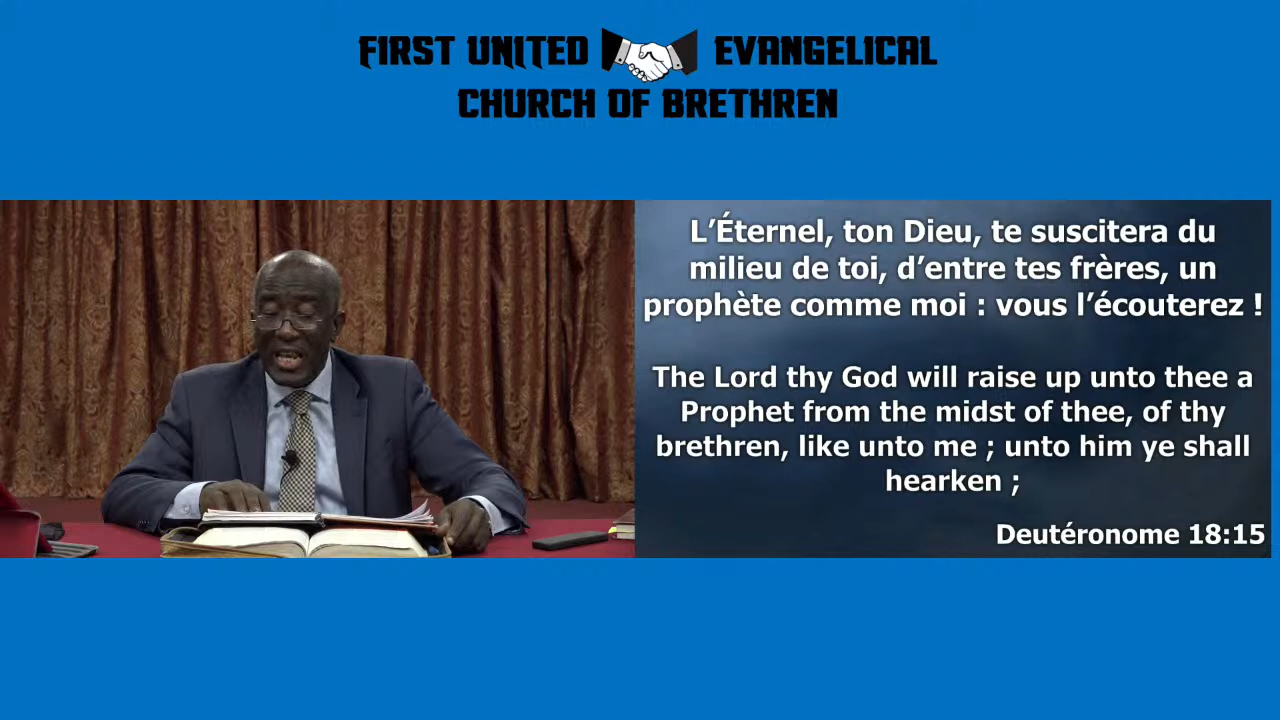 FIRST UNITED EVANGELICAL
CHURCH OF BRETHREN
L’Éternel, ton Dieu, te suscitera du
milieu de toi, d’entre tes frères, un
prophète comme moi : vous l’écouterez !
The Lord thy God will raise up unto thee a
Prophet from the midst of thee, of thy
brethren, like unto me ; unto him ye shall
hearken ;
Deutéronome 18:15